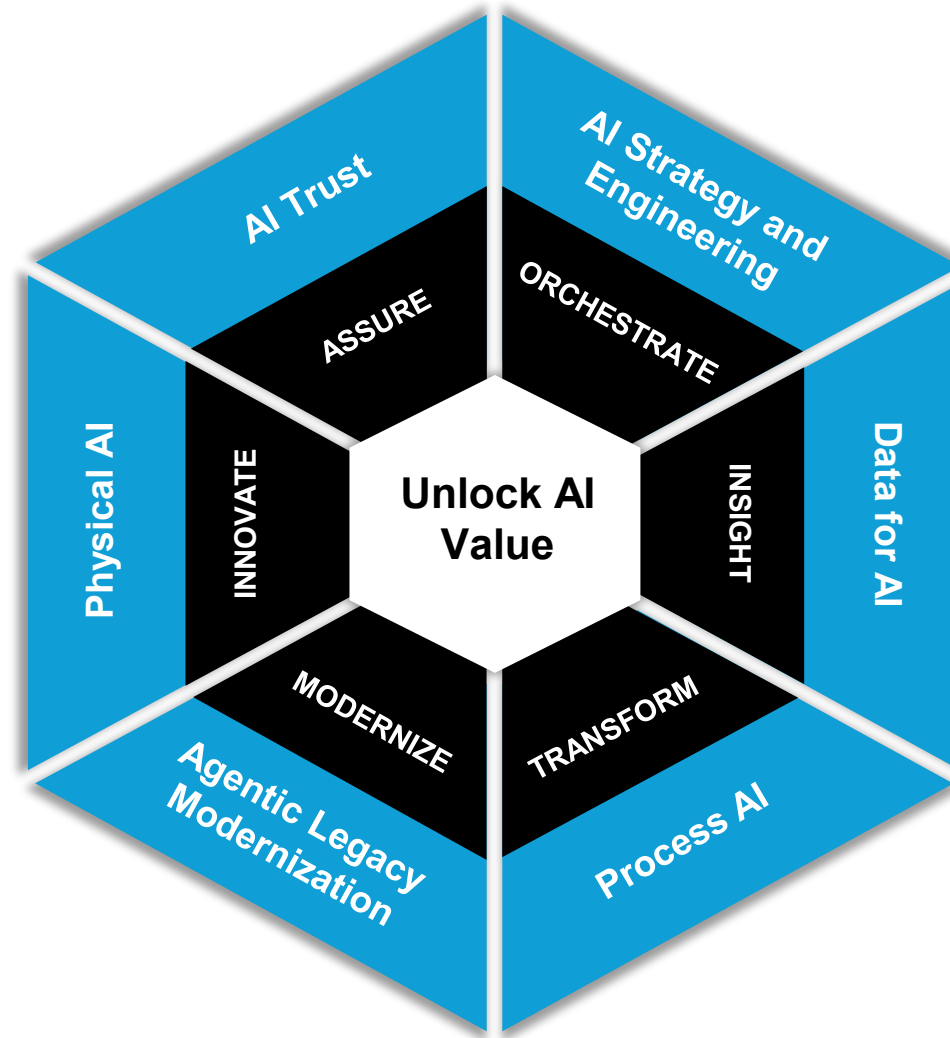 AI Trust
AI Strategy and
Engineering
ASSURE
ORCHESTRATE
Physical AI
INNOVATE
Unlock AI
Value
INSIGHT
Data for AI
MODERNIZE
TRANSFORM
Agentic Legacy
Modernization
Process AI